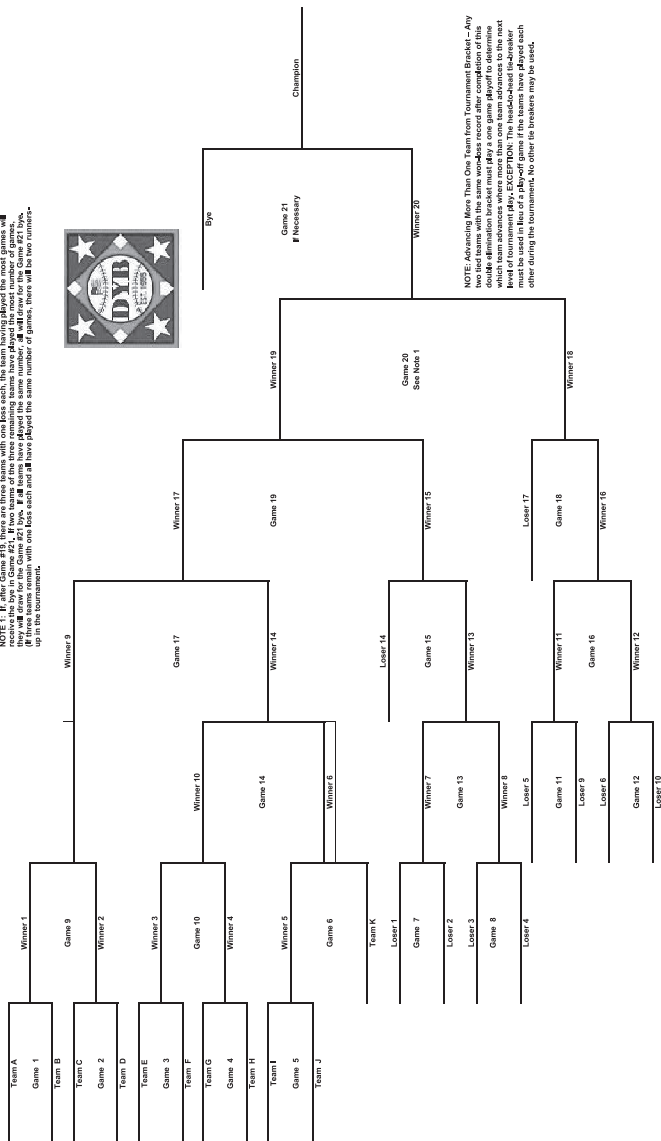 NOTE 1: If, after Game #19, there are three teams with one loss each, the team having played the most games will
receive the bye in Game #21. If two teams of the three remaining teams have played the most number of games,
they will draw for the Game #21 bye. If all teams have played the same number, all will draw for the Game #21 bye.
(If three teams remain with one loss each and all have played the same number of games, there will be two runners-
up in the tournament.
DYB
Team A
Game 1
Team B
Team C
Game 2
Team D
Team E
Game 3
Team F
Team G
Game 4
Team H
Team I
Game 5
Team J
Winner 1
Game 9
Winner 2
Winner 3
Game 10
Winner 4
Winner 5
Game 6
Team K
Loser 1
Game 7
Loser 2
Loser 3
Game 8
Loser 4
Winner 10
Game 14
Winner 6
Winner 7
Game 13
Winner 8
Loser 5
Game 11
Loser 9
Loser 6
Game 12
Loser 10
Winner 9
Game 17
Winner 14
Loser 14
Game 15
Winner 13
Winner 11
Game 16
Winner 12
Winner 17
Game 19
Winner 15
Loser 17
Game 18
Winner 16
Winner 19
Game 20
See Note 1
Winner 18
Bye
Game 21
If Necessary
Winner 20
Champion
NOTE: Advancing More Than One Team from Tournament Bracket – Any
two tied teams with the same won-loss record after completion of this
double elimination bracket must play a one game playoff to determine
which team advances where more than one team advances to the next
level of tournament play. EXCEPTION: The head-to-head tie-breaker
must be used in lieu of a play-off game if the teams have played each
other during the tournament. No other tie breakers may be used.